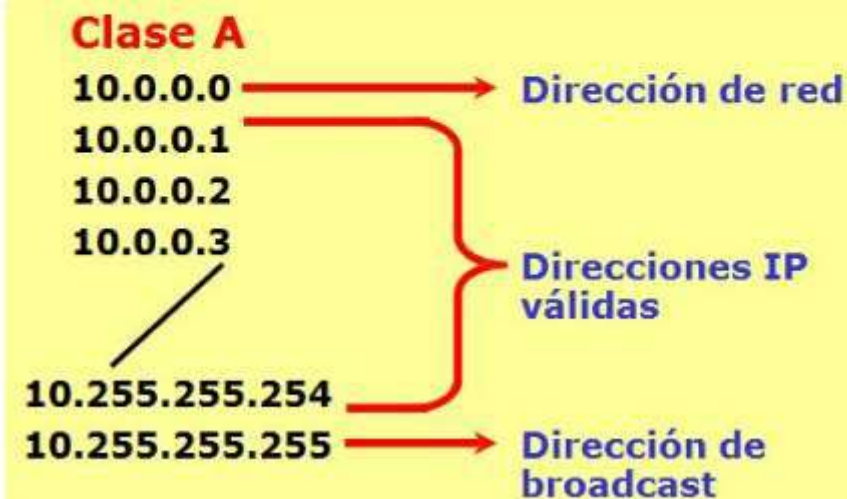 Clase A
10.0.0.0
Dirección de red
10.0.0.1
10.0.0.2
10.0.0.3
Direcciones IP
válidas
10.255.255.254
10.255.255.255
Dirección de
broadcast